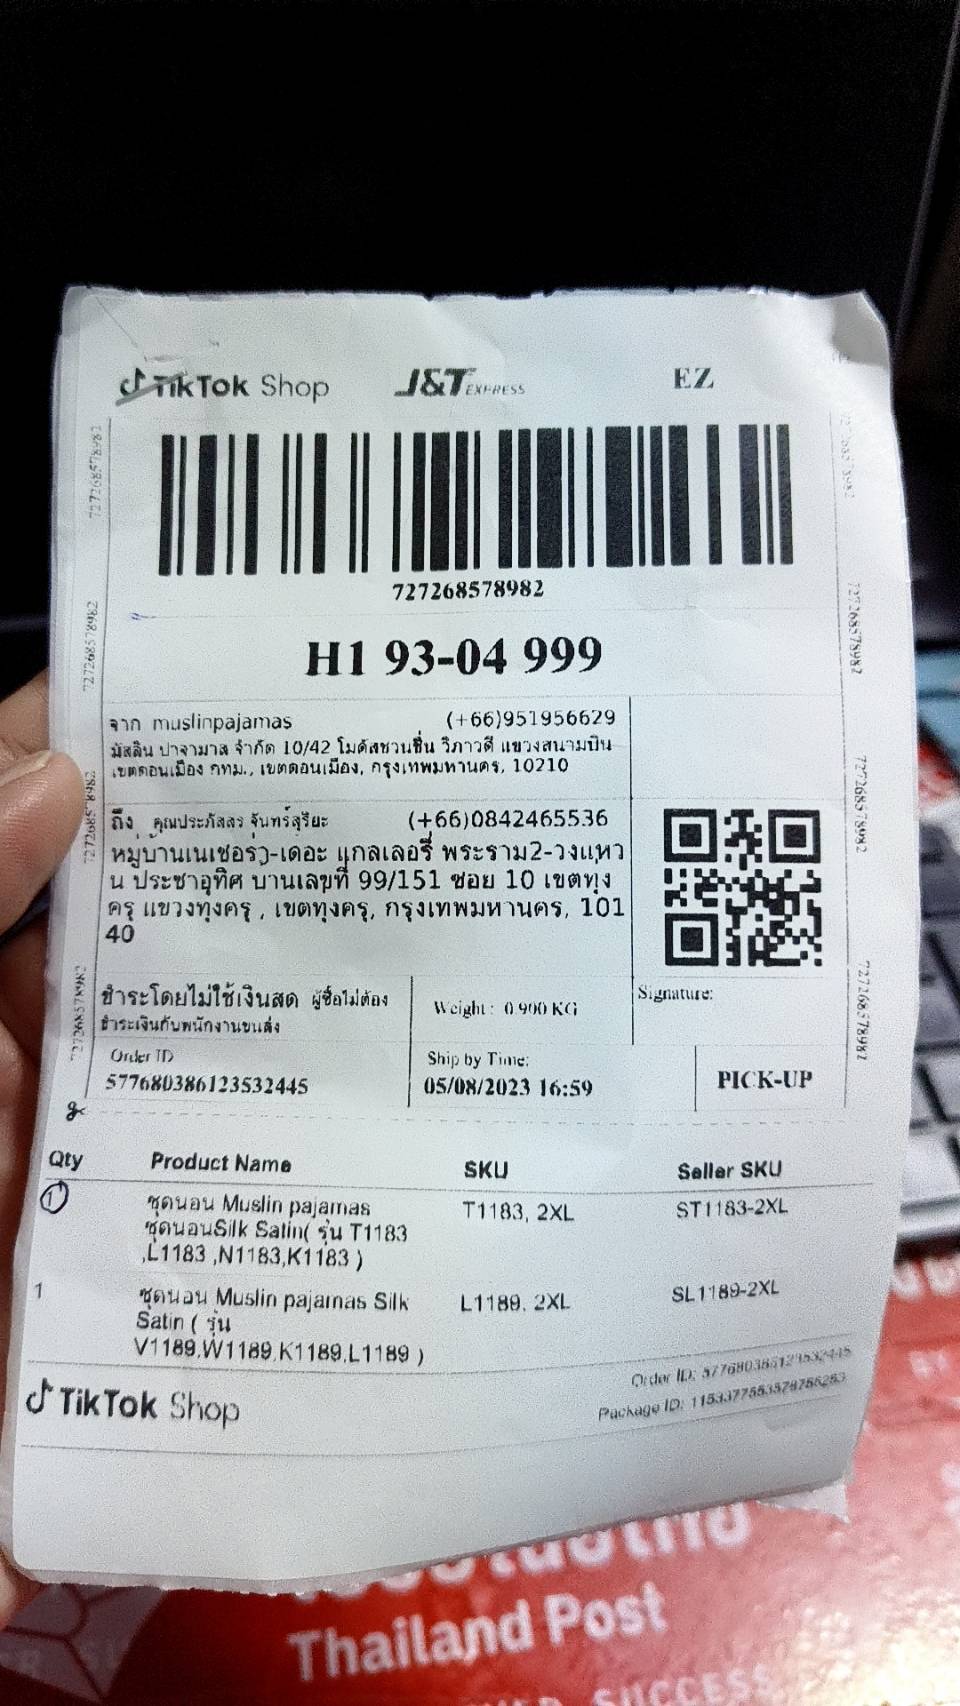 TikTok Shop J&T EXPRESS EZ
727268578982
H1 93-04 999
จาก muslinpajamas (+66)951956629
มัสลิน ปาจามาส จำกัด 10/42 โมดัสชวนชื่น วิภาวดี แขวงสนามบิน
เขตดอนเมือง กทม., เขตดอนเมือง, กรุงเทพมหานคร, 10210
ถึง คุณประภัสสร จันทร์สุริยะ (+66)0842465536
หมู่บ้านเนเชอร่า-เดอะ แกลเลอรี่ พระราม2-วงแหว
น ประชาอุทิศ บ้านเลขที่ 99/151 ซอย 10 เขตทุ่ง
ครุ แขวงทุ่งครุ , เขตทุ่งครุ, กรุงเทพมหานคร, 101
40
ชำระโดยไม่ใช้เงินสด ผู้ซื้อไม่ต้อง
ชำระเงินกับพนักงานขนส่ง
Weight : 0.900 KG
Signature:
Order ID
577680386123532445
Ship by Time:
05/08/2023 16:59
PICK-UP
Qty Product Name SKU Seller SKU
1 ชุดนอน Muslin pajamas T1183, 2XL ST1183-2XL
ชุดนอนSilk Satin( รุ่น T1183
,L1183 ,N1183,K1183 )
1 ชุดนอน Muslin pajamas Silk L1189, 2XL SL1189-2XL
Satin ( รุ่น
V1189,W1189,K1189,L1189 )
TikTok Shop
Order ID: 577680386123532445
Package ID:
727268578982
727268578982
727268578982
727268578982
727268578982
727268578982
727268578982
727268578982
Thailand Post
SUCCESS